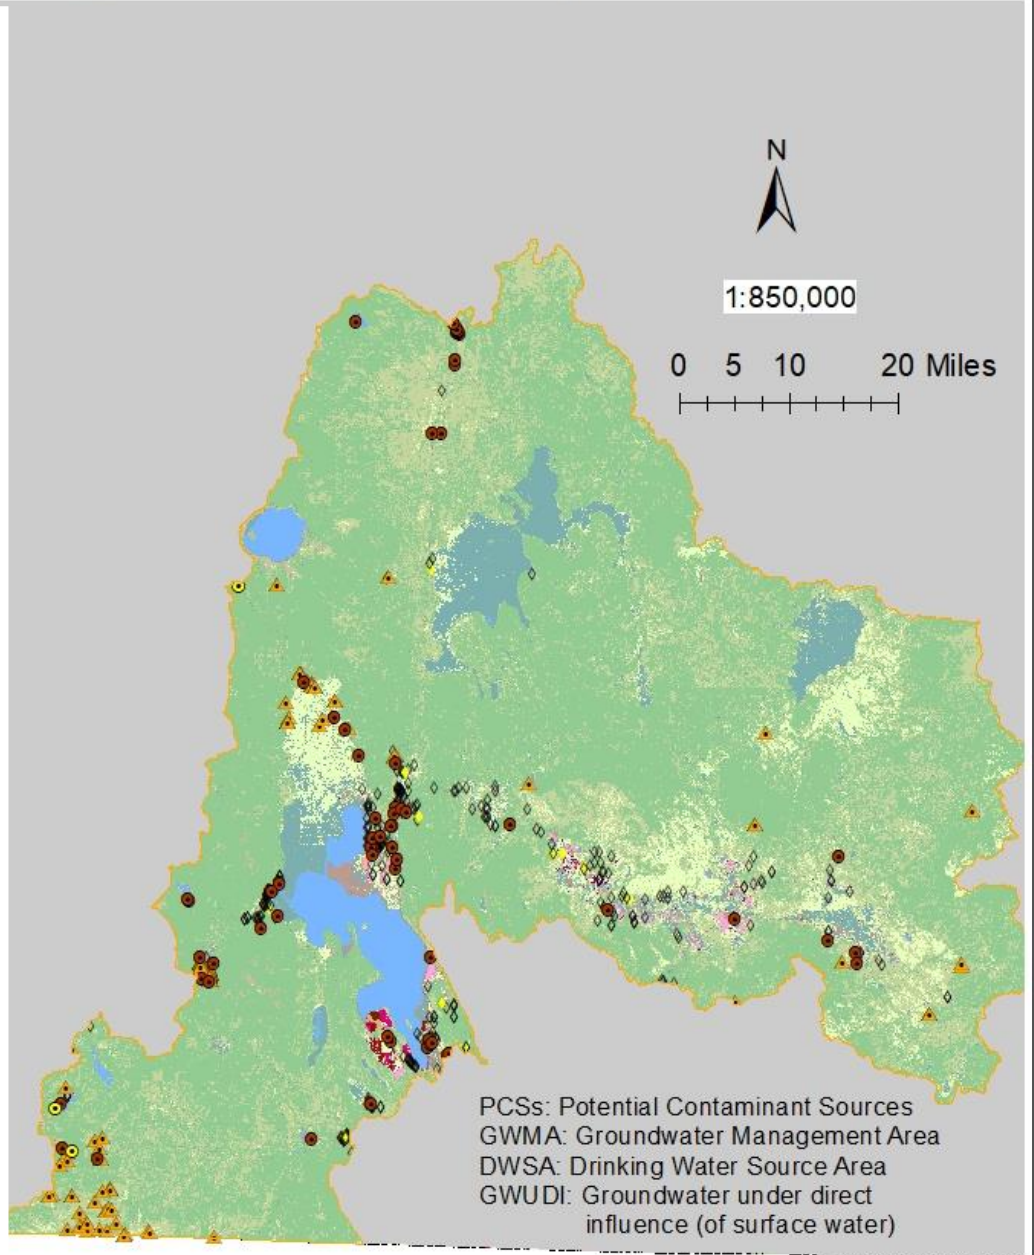 N
1:850,000
0 5 10 20 Miles
PCSs: Potential Contaminant Sources
GWMA: Groundwater Management Area
DWSA: Drinking Water Source Area
GWUDI: Groundwater under direct
influence (of surface water)